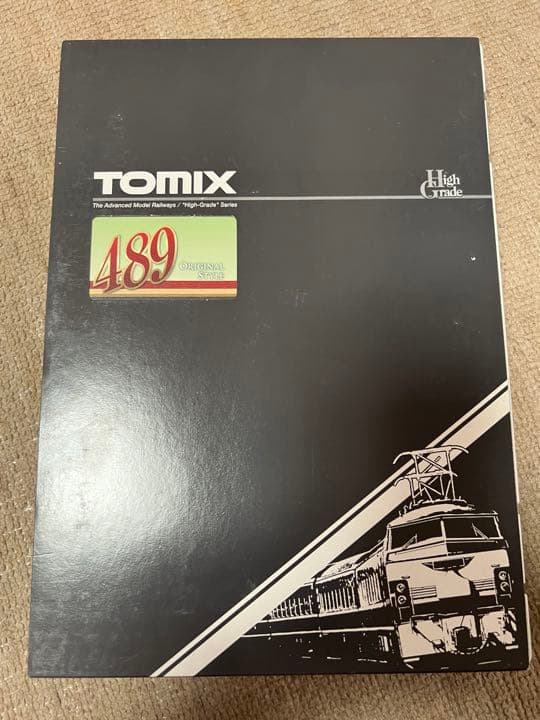 TOMIX
High
Grade
The Advanced Model Railways / "High-Grade" Series
489
ORIGINAL
STYLE